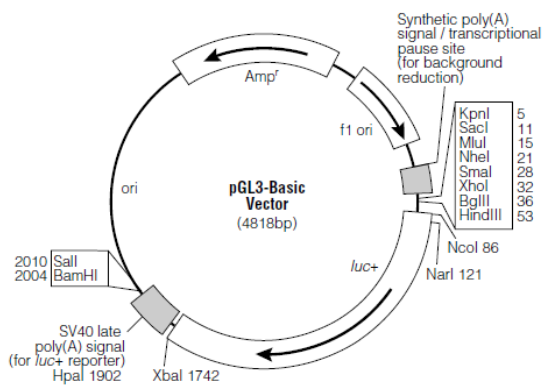 Synthetic poly(A)
signal / transcriptional
pause site
(for background
reduction)
Ampʳ
f1 ori
KpnI 5
SacI 11
MluI 15
NheI 21
SmaI 28
XhoI 32
BglII 36
HindIII 53
ori
pGL3-Basic
Vector
(4818bp)
NcoI 86
NarI 121
luc+
2010 SalI
2004 BamHI
SV40 late
poly(A) signal
(for luc+ reporter)
HpaI 1902
XbaI 1742